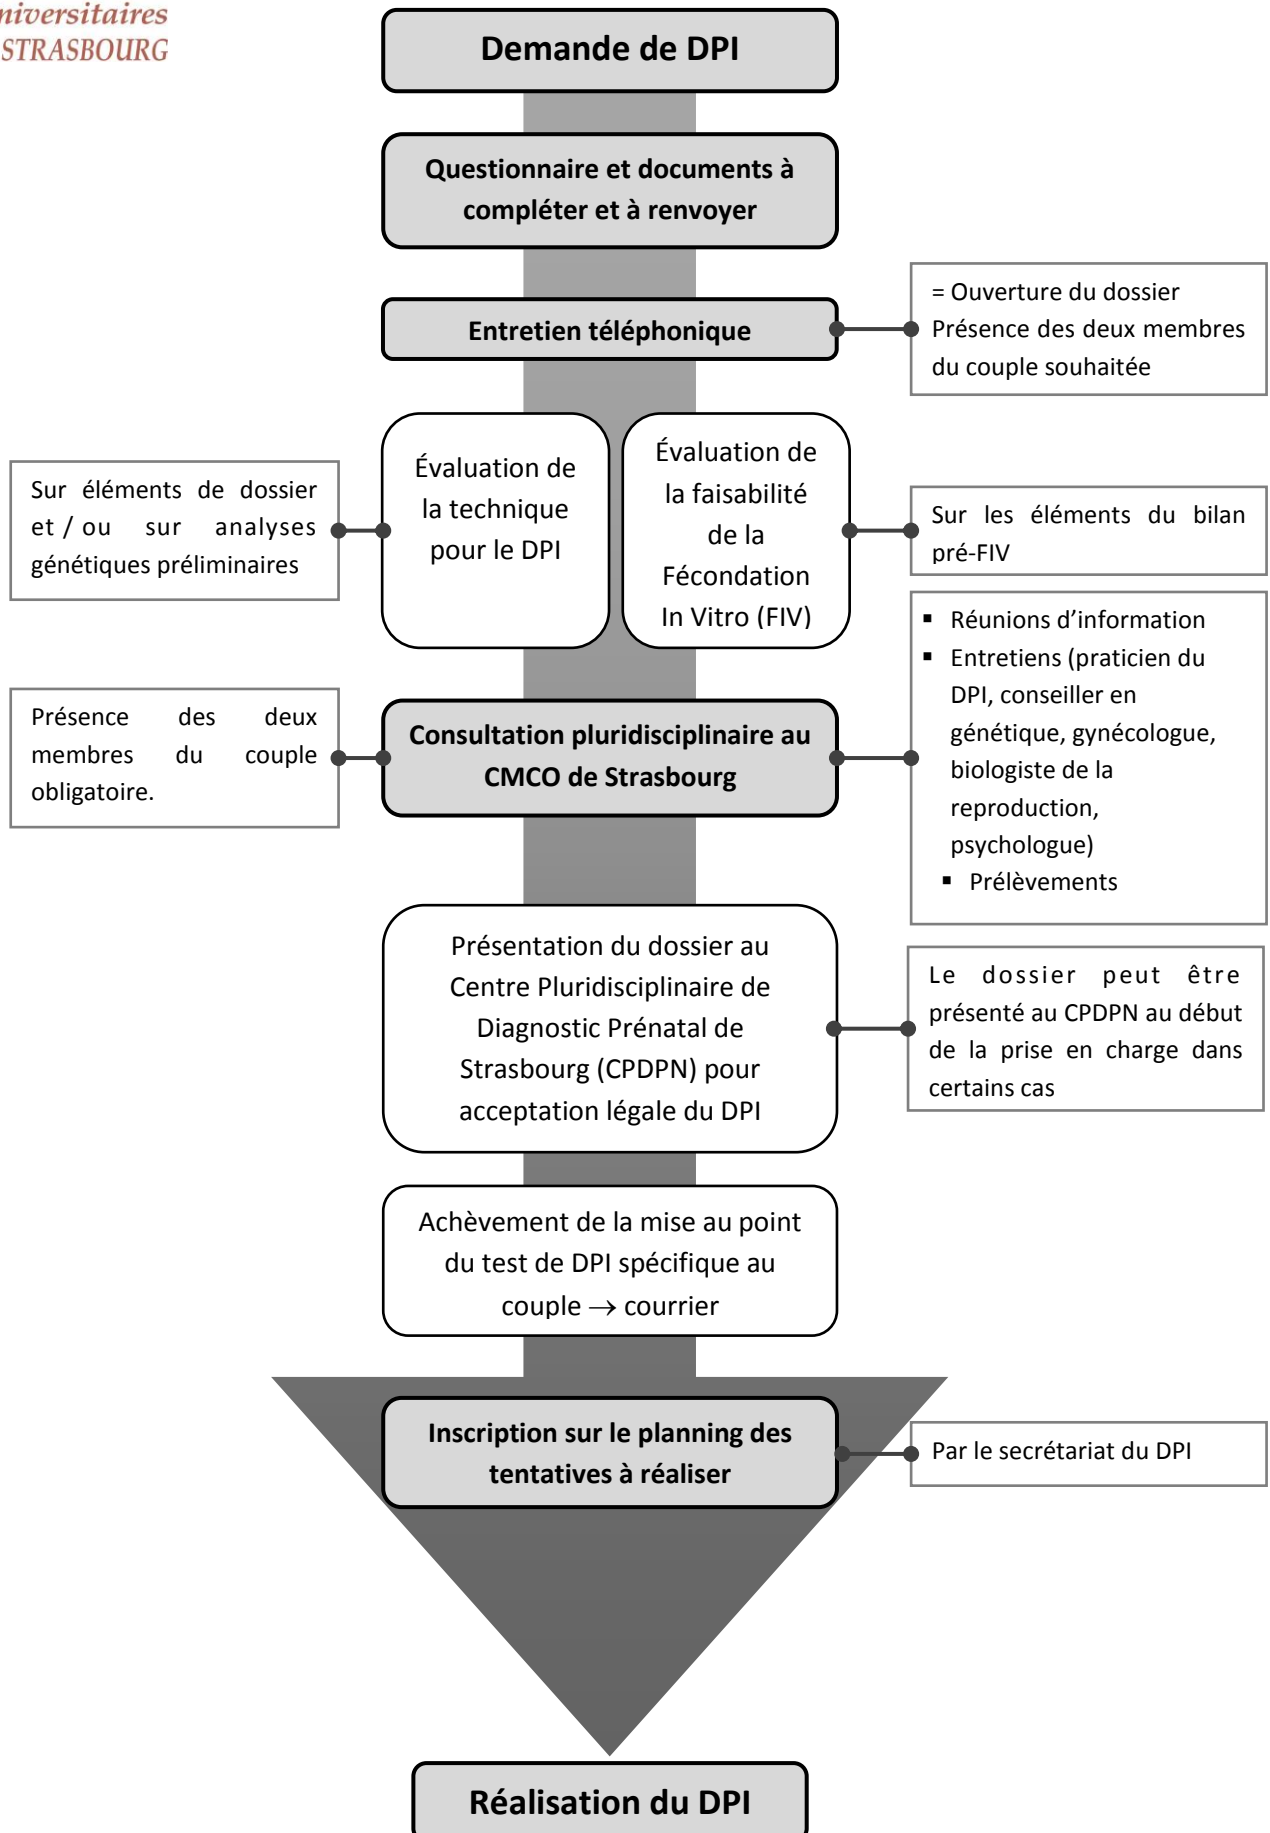 STRASBOURG
Demande de DPI
Questionnaire et documents à
compléter et à renvoyer
Entretien téléphonique
= Ouverture du dossier
Présence des deux membres
du couple souhaitée
Sur éléments de dossier
et / ou sur analyses
génétiques préliminaires
Évaluation de
la technique
pour le DPI
Évaluation de
la faisabilité
de la
Fécondation
In Vitro (FIV)
Sur les éléments du bilan
pré-FIV
Présence des deux
membres du couple
obligatoire.
Consultation pluridisciplinaire au
CMCO de Strasbourg
▪ Réunions d’information
▪ Entretiens (praticien du
DPI, conseiller en
génétique, gynécologue,
biologiste de la
reproduction,
psychologue)
▪ Prélèvements
Présentation du dossier au
Centre Pluridisciplinaire de
Diagnostic Prénatal de
Strasbourg (CPDPN) pour
acceptation légale du DPI
Le dossier peut être
présenté au CPDPN au début
de la prise en charge dans
certains cas
Achèvement de la mise au point
du test de DPI spécifique au
couple → courrier
Inscription sur le planning des
tentatives à réaliser
Par le secrétariat du DPI
Réalisation du DPI